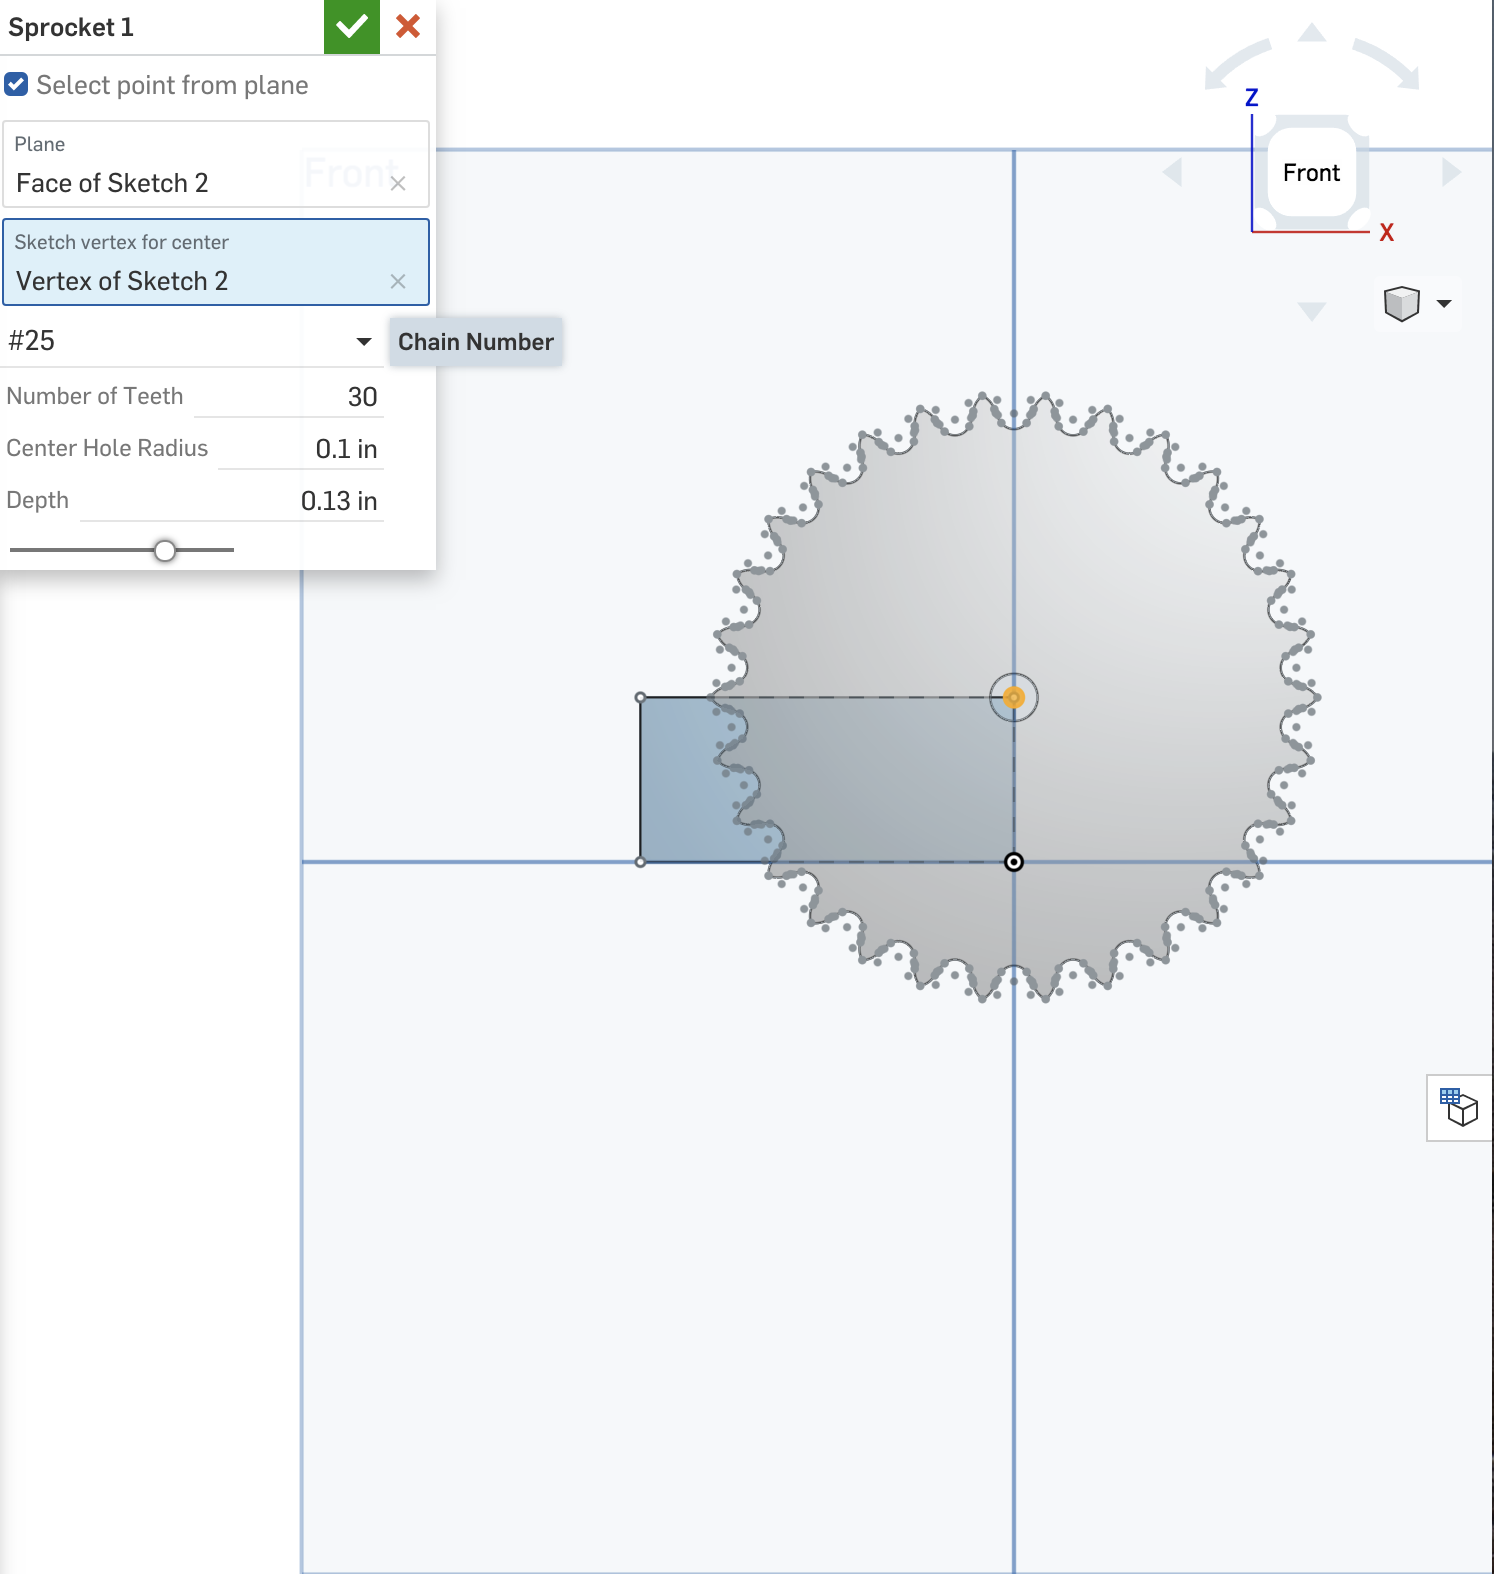 Sprocket 1
Select point from plane
Plane
Face of Sketch 2
Front
Sketch vertex for center
Vertex of Sketch 2
#25
Chain Number
Number of Teeth 30
Center Hole Radius 0.1 in
Depth 0.13 in
Z
Front
X